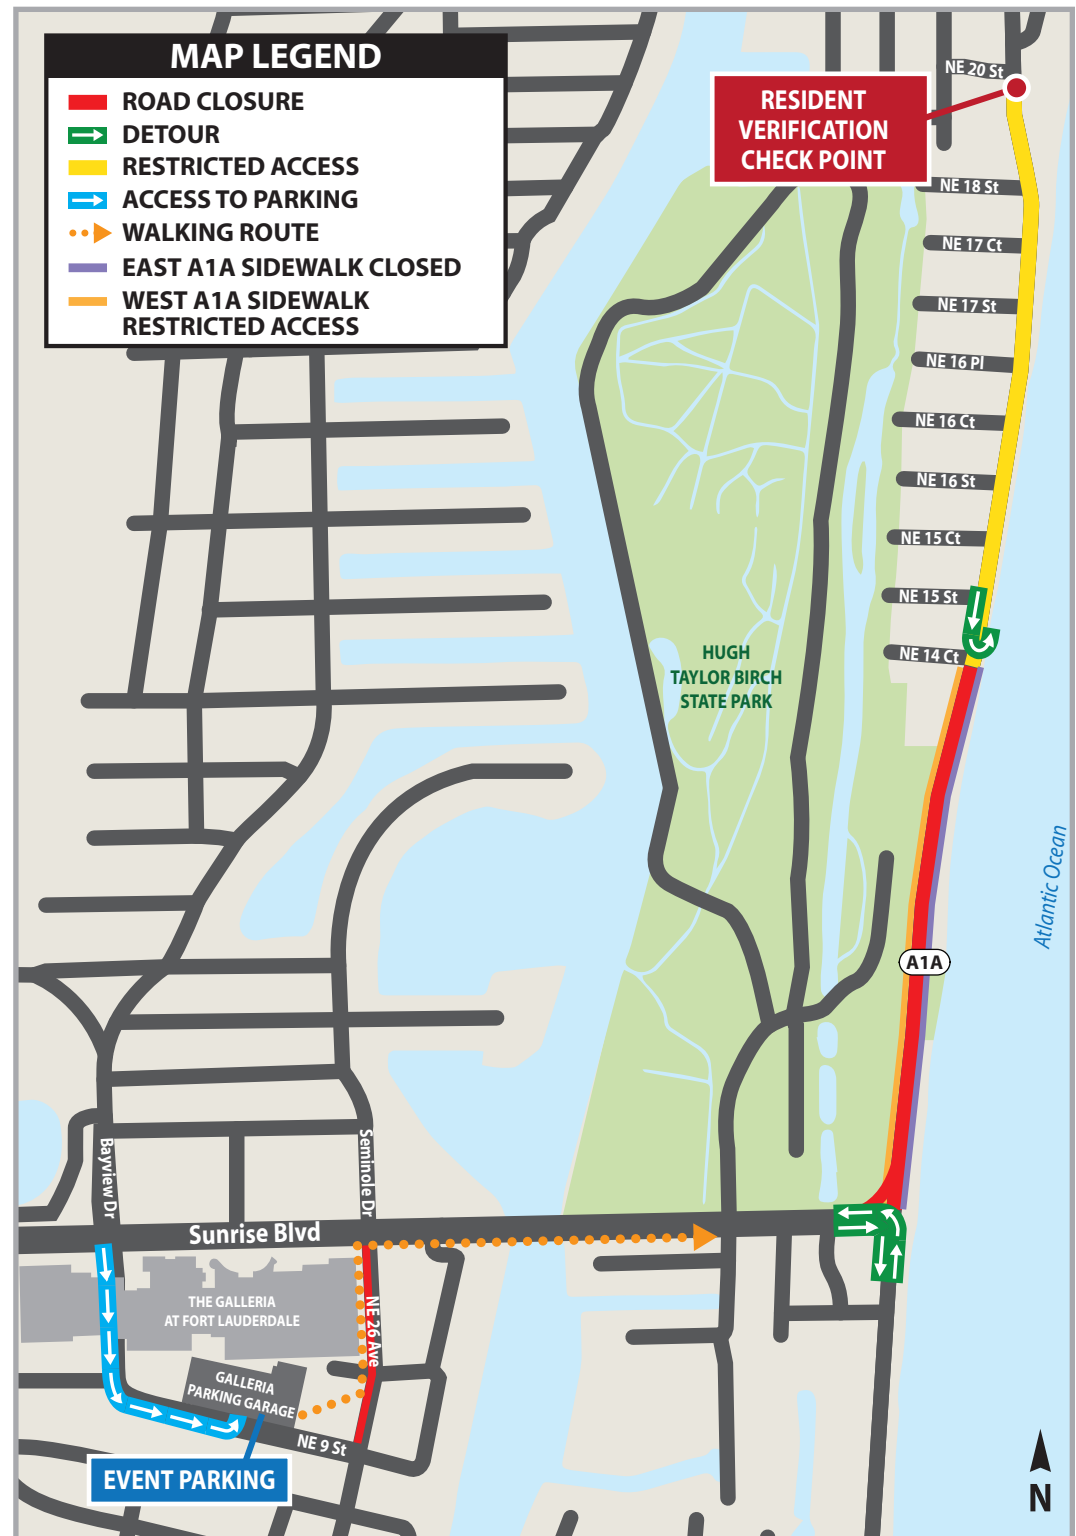 MAP LEGEND
ROAD CLOSURE
DETOUR
RESTRICTED ACCESS
ACCESS TO PARKING
WALKING ROUTE
EAST A1A SIDEWALK CLOSED
WEST A1A SIDEWALK
RESTRICTED ACCESS
NE 20 St
RESIDENT
VERIFICATION
CHECK POINT
NE 18 St
NE 17 Ct
NE 17 St
NE 16 Pl
NE 16 Ct
NE 16 St
NE 15 Ct
NE 15 St
NE 14 Ct
HUGH
TAYLOR BIRCH
STATE PARK
Atlantic Ocean
A1A
Bayview Dr
Seminole Dr
Sunrise Blvd
THE GALLERIA
AT FORT LAUDERDALE
NE 26 Ave
GALLERIA
PARKING GARAGE
NE 9 St
EVENT PARKING
N